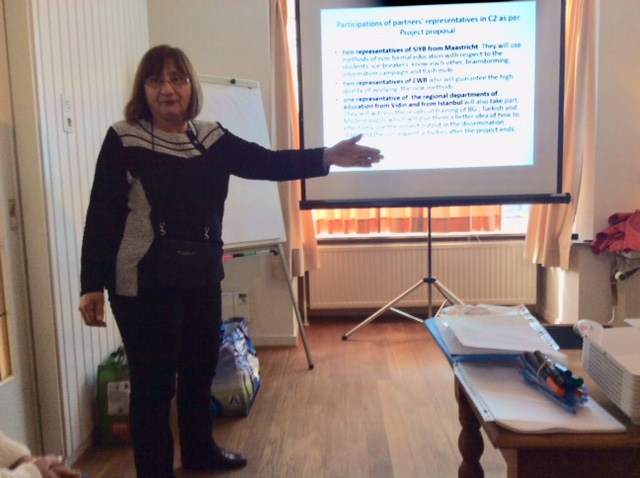 Participations of partners' representatives in C2 as per
Project proposal
two representatives of SIYB from Maastricht. They will use
methods of non formal education with respect to the
students: ice-breakers, know each other, brainstorming,
informative campaign and flash mob
two representatives of EWB who will guarantee the high
quality of applying the new methods
one representative of the regional departments of
education from Vidin and from Istanbul will also take part.
They will witness the results of training of BG, Turkish and
pupils which will give them a better idea of how to
effectively use the project output in the dissemination
after the project ends.